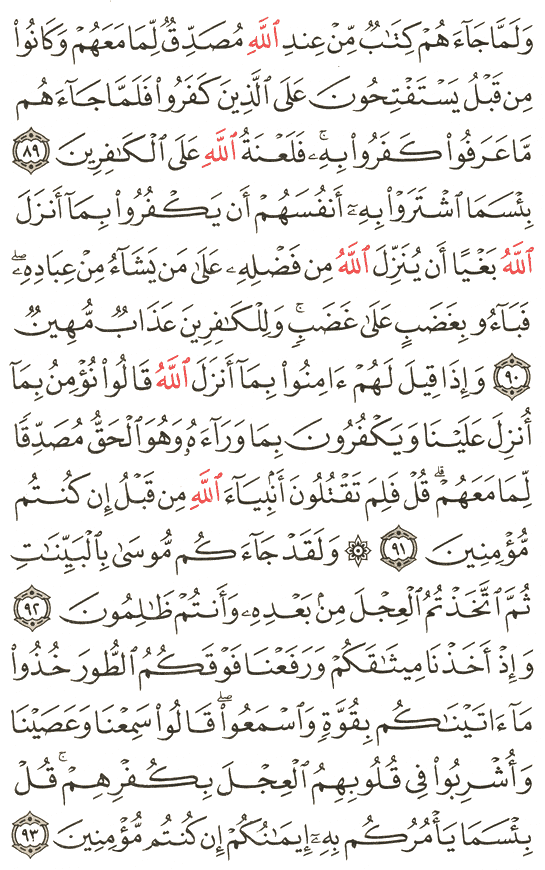 وَلَمَّا جَآءَهُمْ كِتَٰبٌ مِّنْ عِندِ ٱللَّهِ مُصَدِّقٌ لِّمَا مَعَهُمْ وَكَانُوا۟
مِن قَبْلُ يَسْتَفْتِحُونَ عَلَى ٱلَّذِينَ كَفَرُوا۟ فَلَمَّا جَآءَهُم
مَّا عَرَفُوا۟ كَفَرُوا۟ بِهِۦ ۚ فَلَعْنَةُ ٱللَّهِ عَلَى ٱلْكَٰفِرِينَ ٨٩
بِئْسَمَا ٱشْتَرَوْا۟ بِهِۦٓ أَنفُسَهُمْ أَن يَكْفُرُوا۟ بِمَآ أَنزَلَ
ٱللَّهُ بَغْيًا أَن يُنَزِّلَ ٱللَّهُ مِن فَضْلِهِۦ عَلَىٰ مَن يَشَآءُ مِنْ عِبَادِهِۦ ۖ
فَبَآءُو بِغَضَبٍ عَلَىٰ غَضَبٍ ۚ وَلِلْكَٰفِرِينَ عَذَابٌ مُّهِينٌ
٩٠ وَإِذَا قِيلَ لَهُمْ ءَامِنُوا۟ بِمَآ أَنزَلَ ٱللَّهُ قَالُوا۟ نُؤْمِنُ بِمَآ
أُنزِلَ عَلَيْنَا وَيَكْفُرُونَ بِمَا وَرَآءَهُۥ وَهُوَ ٱلْحَقُّ مُصَدِّقًا
لِّمَا مَعَهُمْ ۗ قُلْ فَلِمَ تَقْتُلُونَ أَنۢبِيَآءَ ٱللَّهِ مِن قَبْلُ إِن كُنتُم
مُّؤْمِنِينَ ٩١ ۞ وَلَقَدْ جَآءَكُم مُّوسَىٰ بِٱلْبَيِّنَٰتِ
ثُمَّ ٱتَّخَذْتُمُ ٱلْعِجْلَ مِنۢ بَعْدِهِۦ وَأَنتُمْ ظَٰلِمُونَ ٩٢
وَإِذْ أَخَذْنَا مِيثَٰقَكُمْ وَرَفَعْنَا فَوْقَكُمُ ٱلطُّورَ خُذُوا۟
مَآ ءَاتَيْنَٰكُم بِقُوَّةٍ وَٱسْمَعُوا۟ ۖ قَالُوا۟ سَمِعْنَا وَعَصَيْنَا
وَأُشْرِبُوا۟ فِى قُلُوبِهِمُ ٱلْعِجْلَ بِكُفْرِهِمْ ۚ قُلْ
بِئْسَمَا يَأْمُرُكُم بِهِۦٓ إِيمَٰنُكُمْ إِن كُنتُم مُّؤْمِنِينَ ٩٣